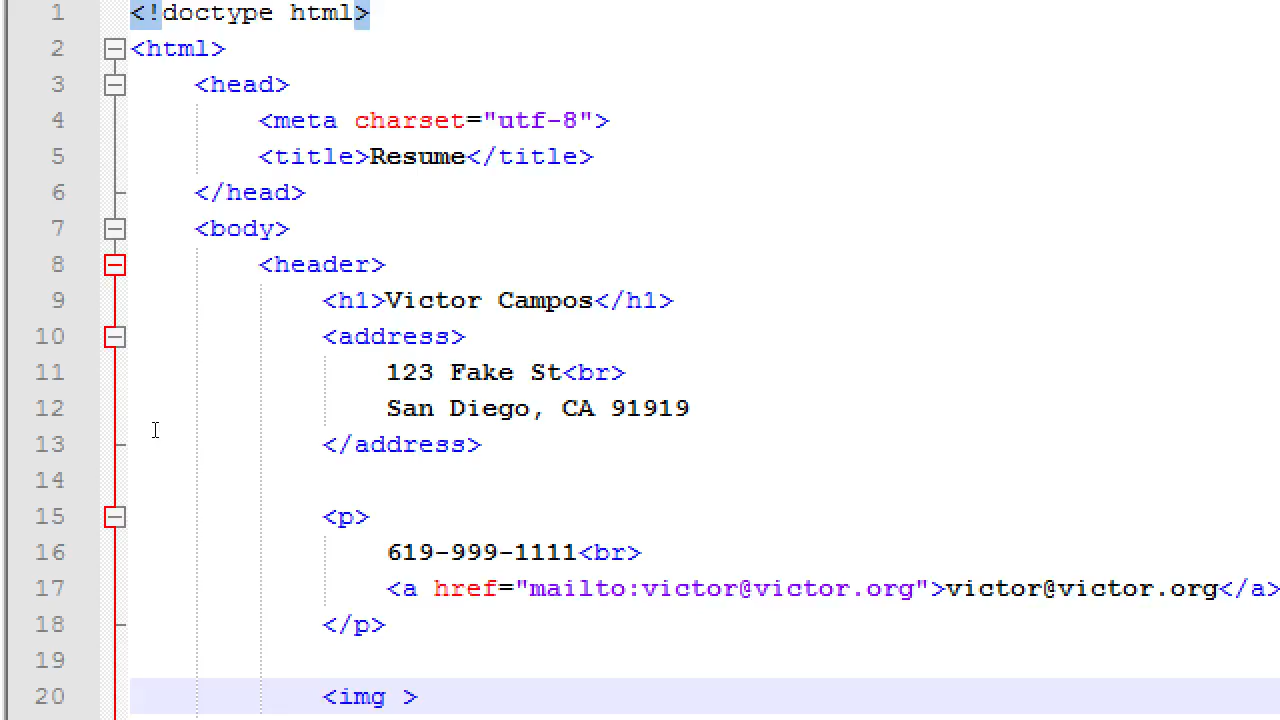 1 <!doctype html>
2 <html>
3 <head>
4 <meta charset="utf-8">
5 <title>Resume</title>
6 </head>
7 <body>
8 <header>
9 <h1>Victor Campos</h1>
10 <address>
11 123 Fake St<br>
12 San Diego, CA 91919
13 </address>
14
15 <p>
16 619-999-1111<br>
17 <a href="mailto:victor@victor.org">victor@victor.org</a>
18 </p>
19
20 <img >